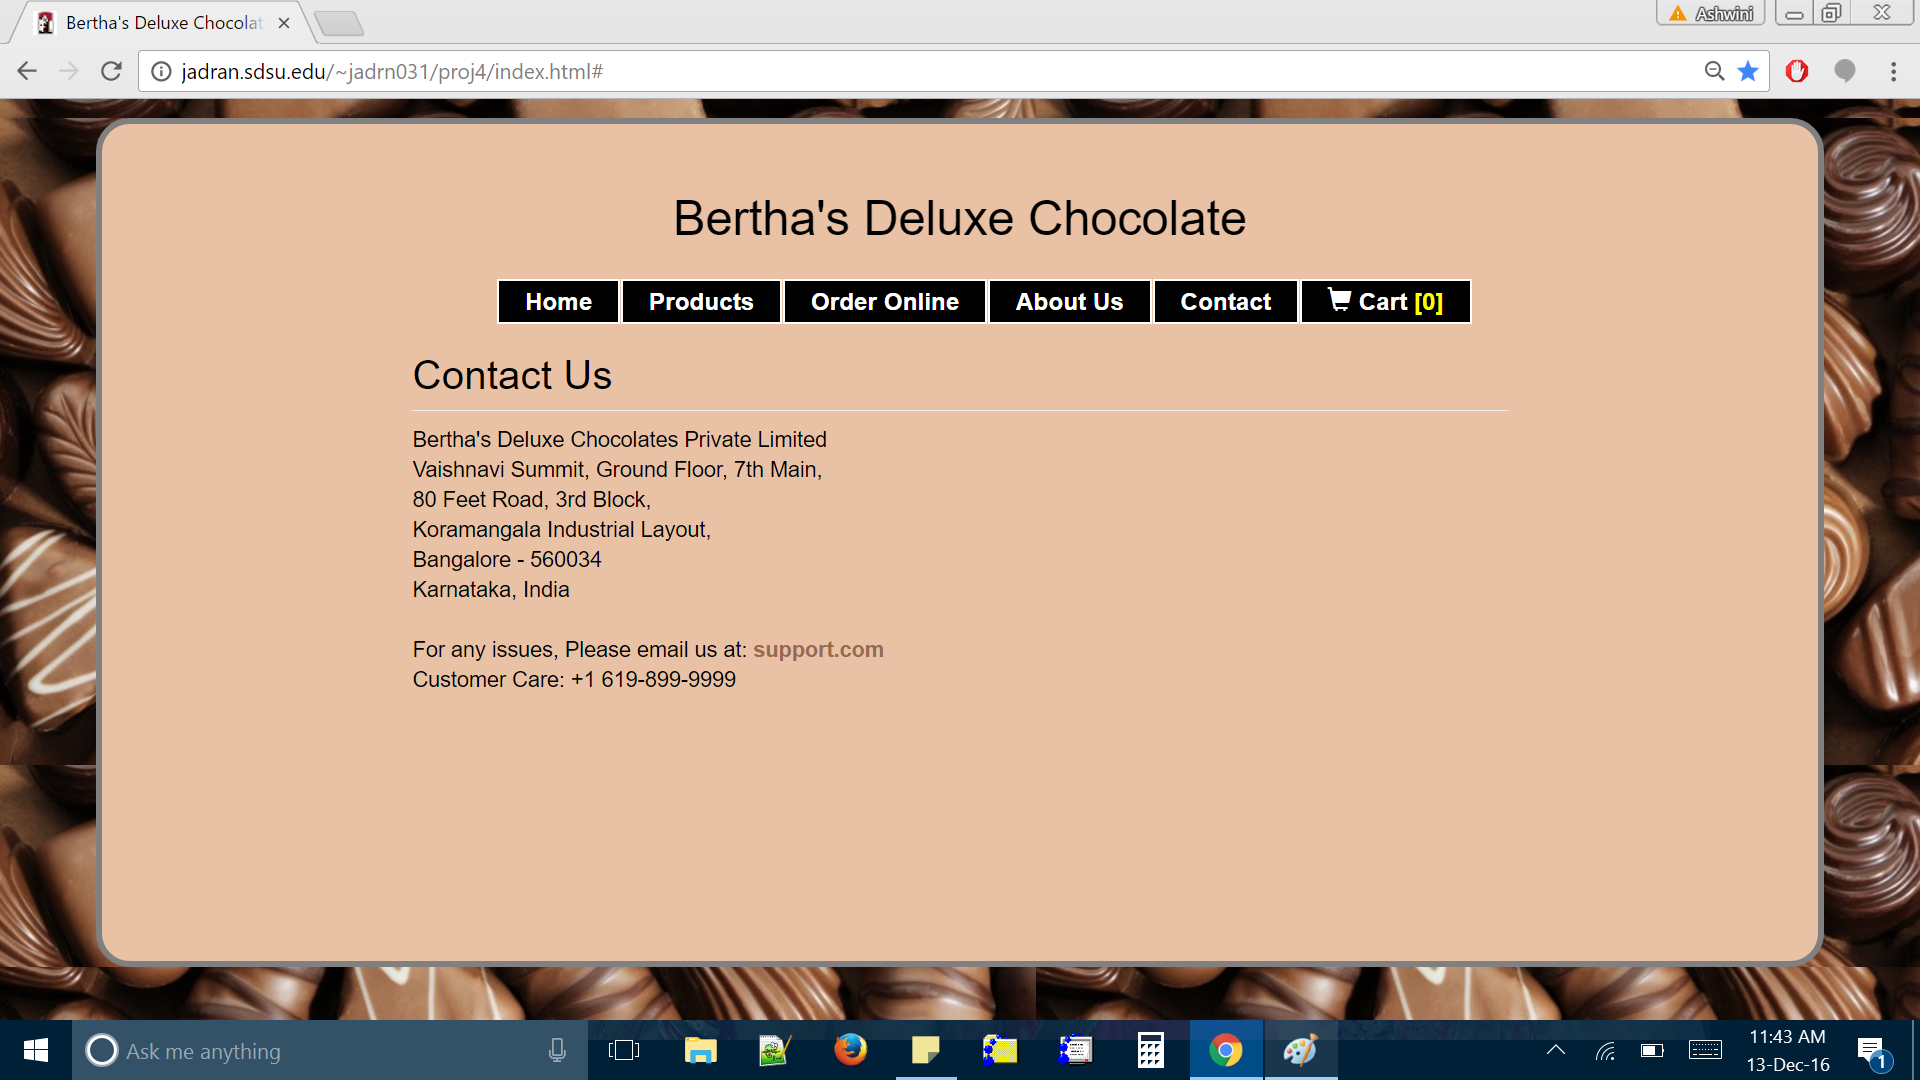 Bertha's Deluxe Chocolat
Ashwini
jadran.sdsu.edu/~jadrn031/proj4/index.html#
Bertha's Deluxe Chocolate
Home Products Order Online About Us Contact Cart [0]
Contact Us
Bertha's Deluxe Chocolates Private Limited
Vaishnavi Summit, Ground Floor, 7th Main,
80 Feet Road, 3rd Block,
Koramangala Industrial Layout,
Bangalore - 560034
Karnataka, India
For any issues, Please email us at: support.com
Customer Care: +1 619-899-9999
Ask me anything
11:43 AM
13-Dec-16
1